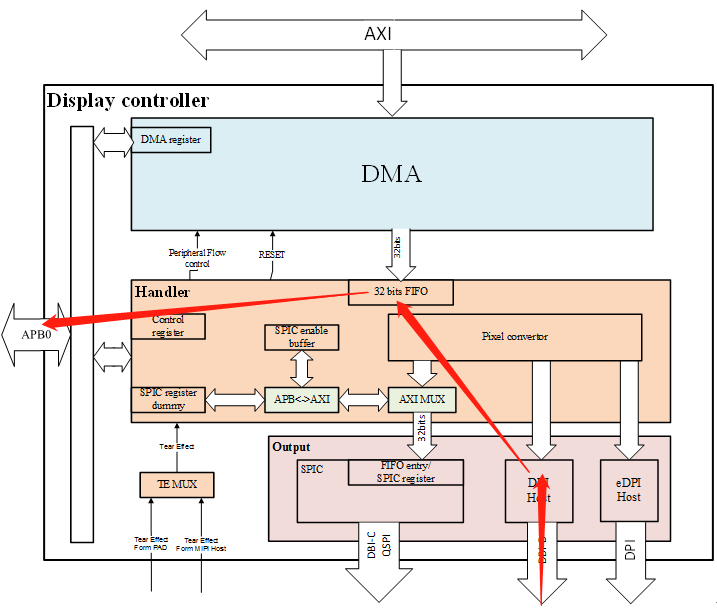 AXI
Display controller
DMA register
DMA
32bits
Peripheral Flow
control
RESET
Handler
32 bits FIFO
APB0
Control
register
SPIC enable
buffer
Pixel convertor
SPIC register
dummy
APB<->AXI
AXI MUX
32bits
Tear Effect
Output
SPIC
FIFO entry/
SPIC register
Host
eDPI
Host
TE MUX
Tear Effect
Form PAD
Tear Effect
Form MIPI Host
DBI-C
QSPI
DPI